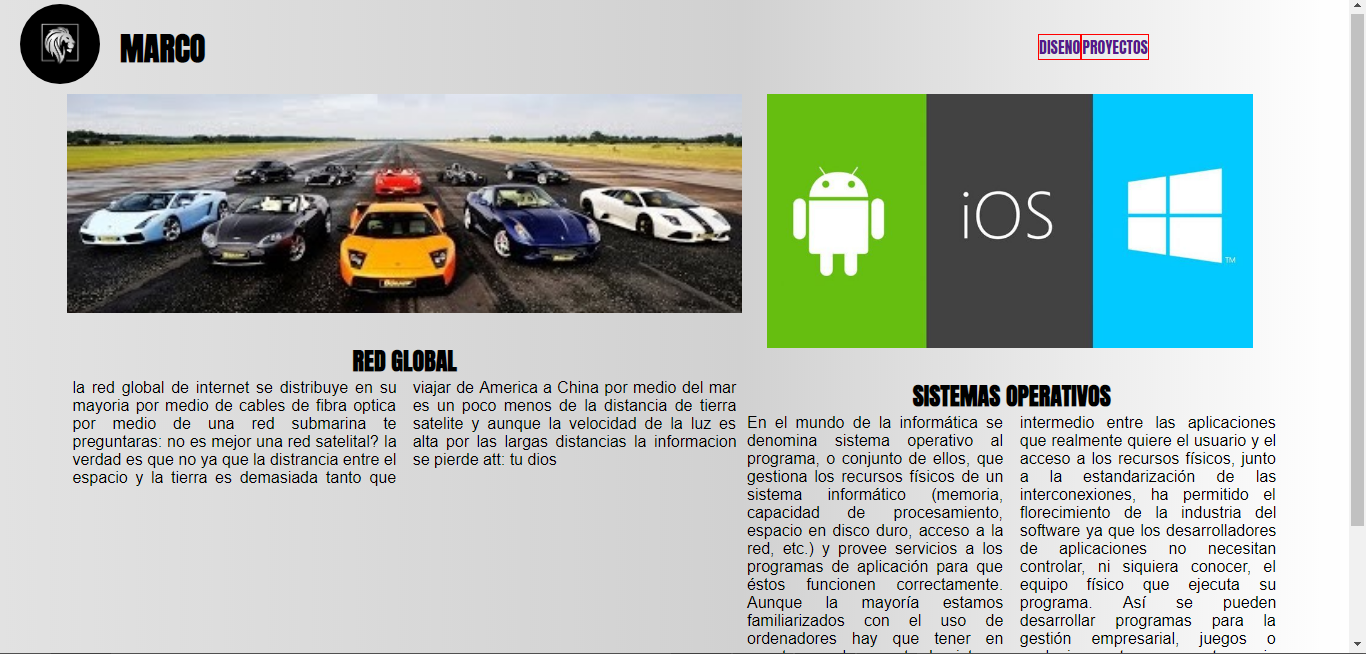 MARCO
DISENO PROYECTOS
iOS
TM
RED GLOBAL
la red global de internet se distribuye en su
mayoria por medio de cables de fibra optica
por medio de una red submarina te
preguntaras: no es mejor una red satelital? la
verdad es que no ya que la distrancia entre el
espacio y la tierra es demasiada tanto que
viajar de America a China por medio del mar
es un poco menos de la distancia de tierra
satelite y aunque la velocidad de la luz es
alta por las largas distancias la informacion
se pierde att: tu dios
SISTEMAS OPERATIVOS
En el mundo de la informática se
denomina sistema operativo al
programa, o conjunto de ellos, que
gestiona los recursos físicos de un
sistema informático (memoria,
capacidad de procesamiento,
espacio en disco duro, acceso a la
red, etc.) y provee servicios a los
programas de aplicación para que
éstos funcionen correctamente.
Aunque la mayoría estamos
familiarizados con el uso de
ordenadores hay que tener en
intermedio entre las aplicaciones
que realmente quiere el usuario y el
acceso a los recursos físicos, junto
a la estandarización de las
interconexiones, ha permitido el
florecimiento de la industria del
software ya que los desarrolladores
de aplicaciones no necesitan
controlar, ni siquiera conocer, el
equipo físico que ejecuta su
programa. Así se pueden
desarrollar programas para la
gestión empresarial, juegos o